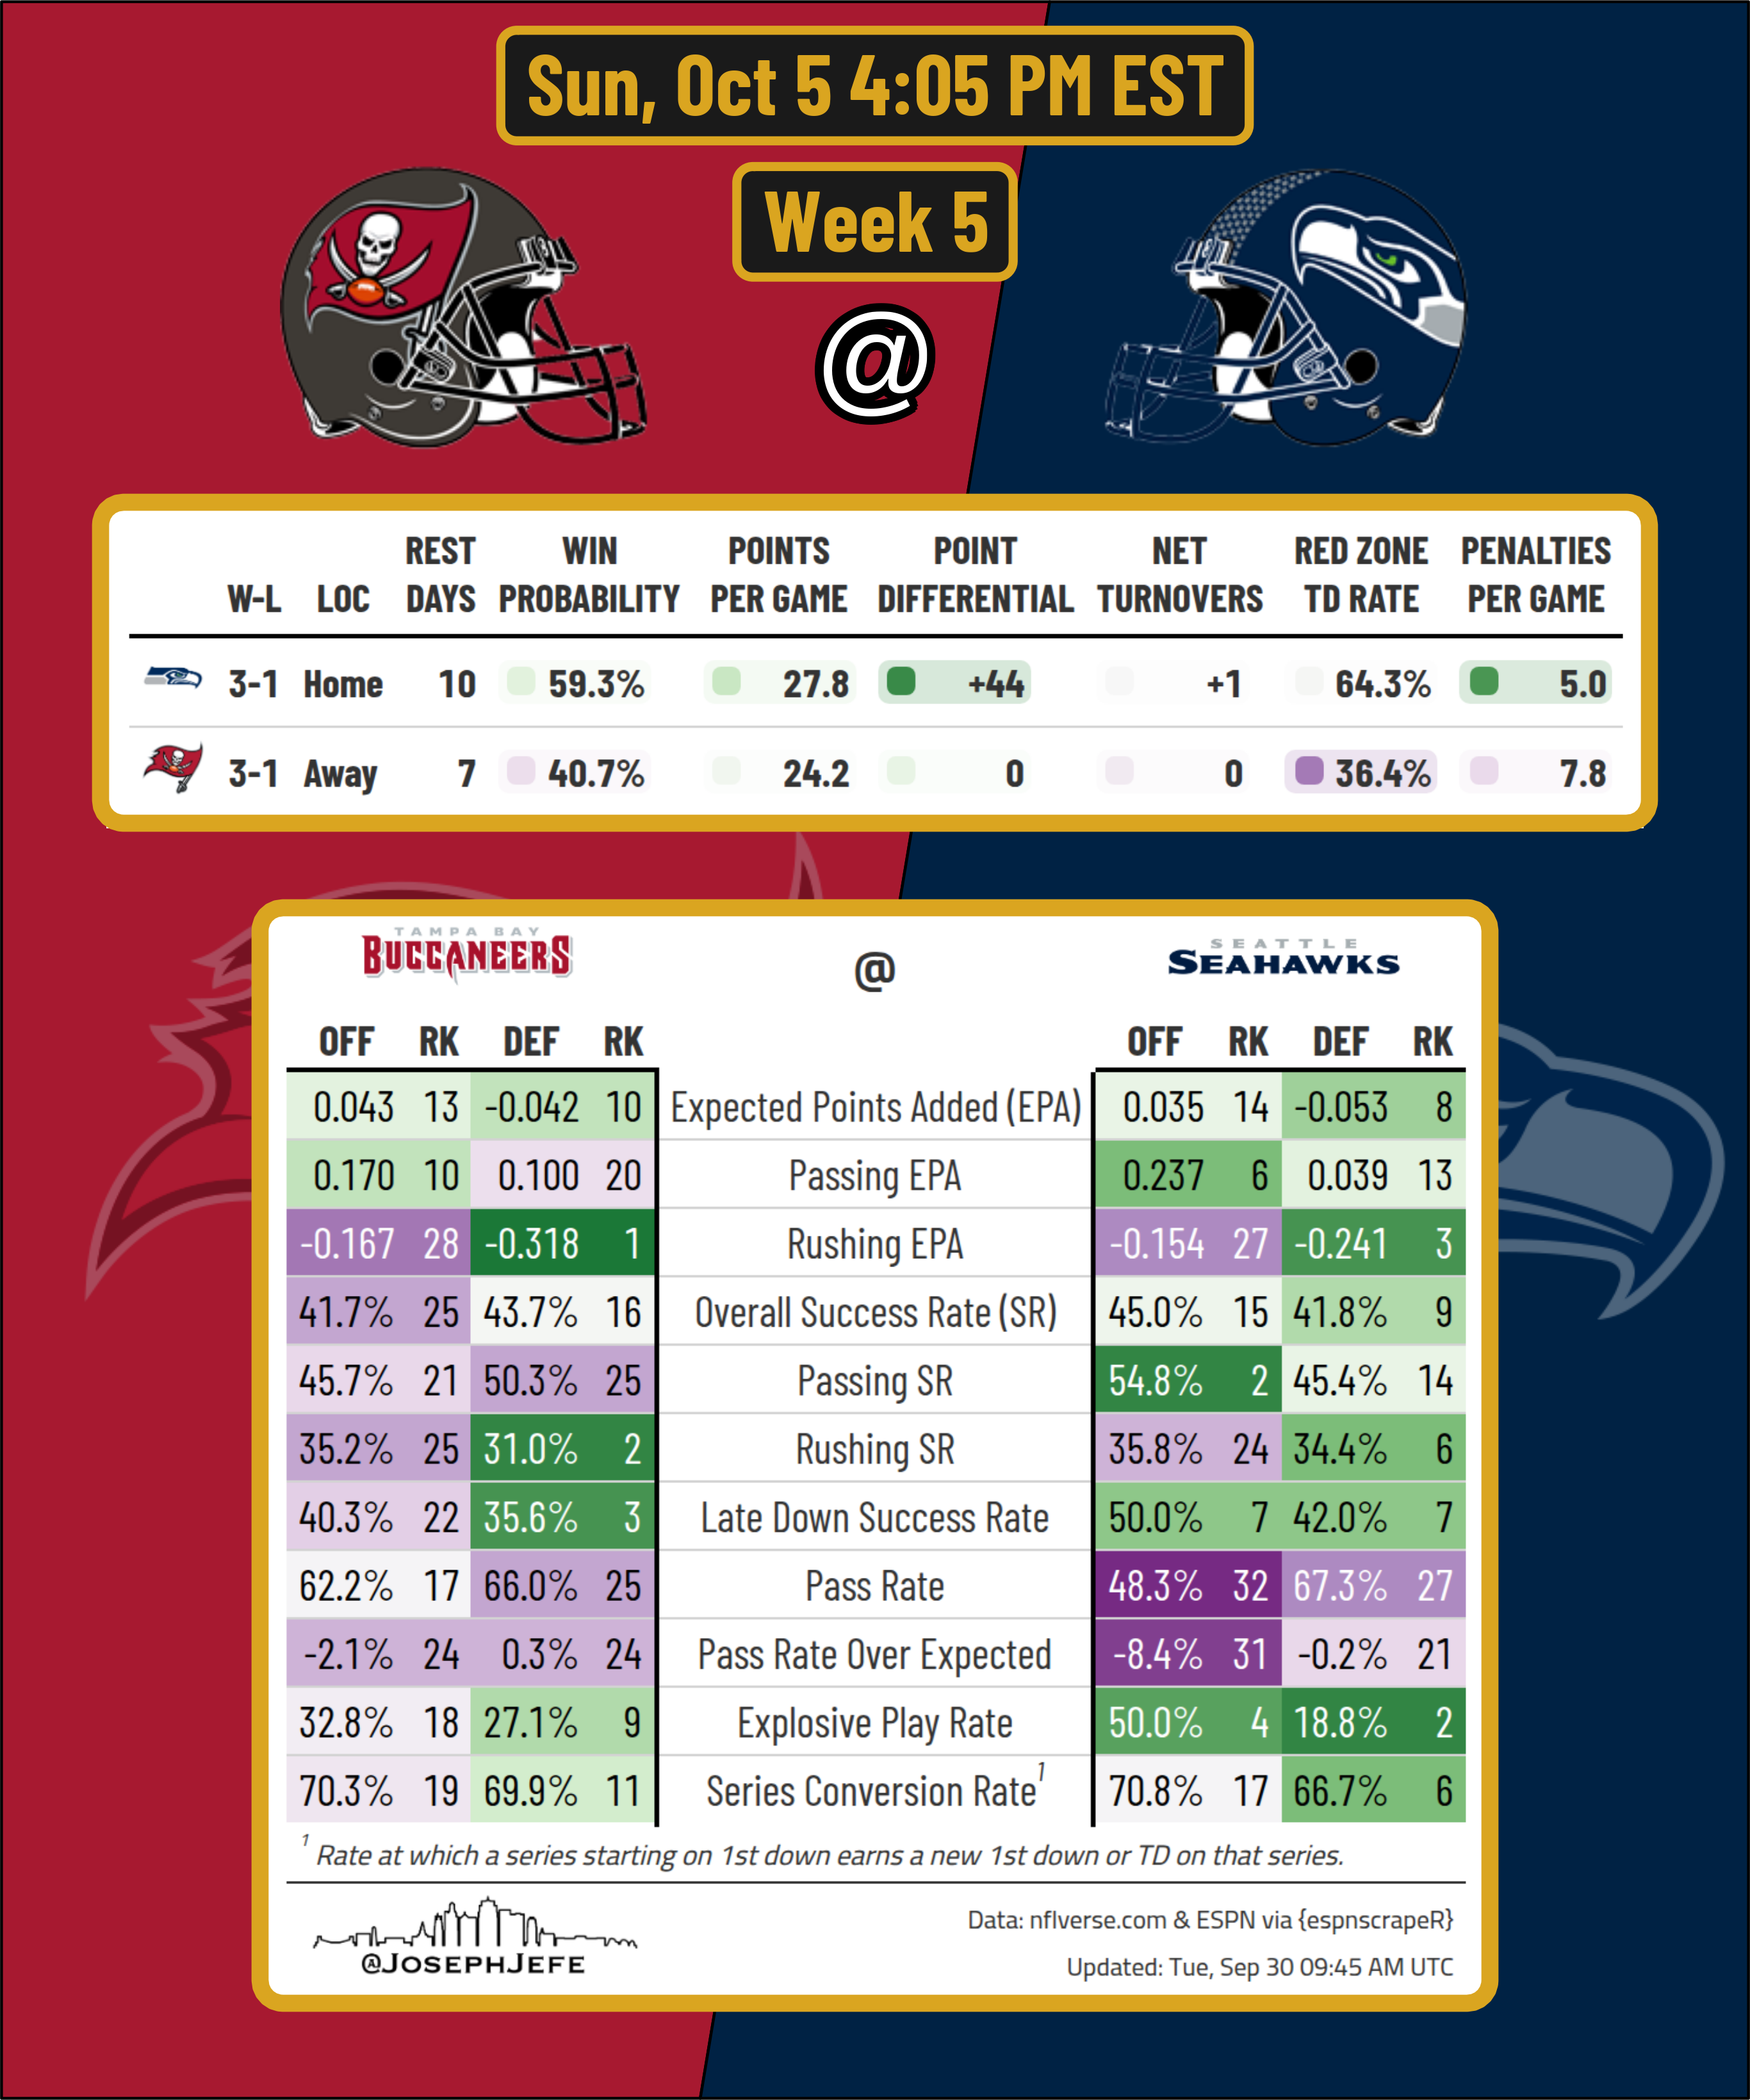 Sun, Oct 5 4:05 PM EST
Week 5
@
W-L LOC REST DAYS WIN PROBABILITY POINTS PER GAME POINT DIFFERENTIAL NET TURNOVERS RED ZONE TD RATE PENALTIES PER GAME
3-1 Home 10 59.3% 27.8 +44 +1 64.3% 5.0
3-1 Away 7 40.7% 24.2 0 0 36.4% 7.8
TAMPA BAY BUCCANEERS @ SEATTLE SEAHAWKS
OFF RK DEF RK OFF RK DEF RK
0.043 13 -0.042 10 Expected Points Added (EPA) 0.035 14 -0.053 8
0.170 10 0.100 20 Passing EPA 0.237 6 0.039 13
-0.167 28 -0.318 1 Rushing EPA -0.154 27 -0.241 3
41.7% 25 43.7% 16 Overall Success Rate (SR) 45.0% 15 41.8% 9
45.7% 21 50.3% 25 Passing SR 54.8% 2 45.4% 14
35.2% 25 31.0% 2 Rushing SR 35.8% 24 34.4% 6
40.3% 22 35.6% 3 Late Down Success Rate 50.0% 7 42.0% 7
62.2% 17 66.0% 25 Pass Rate 48.3% 32 67.3% 27
-2.1% 24 0.3% 24 Pass Rate Over Expected -8.4% 31 -0.2% 21
32.8% 18 27.1% 9 Explosive Play Rate 50.0% 4 18.8% 2
70.3% 19 69.9% 11 Series Conversion Rate1 70.8% 17 66.7% 6
1 Rate at which a series starting on 1st down earns a new 1st down or TD on that series.
@JOSEPHJEFE
Data: nflverse.com & ESPN via {espnscrapeR}
Updated: Tue, Sep 30 09:45 AM UTC